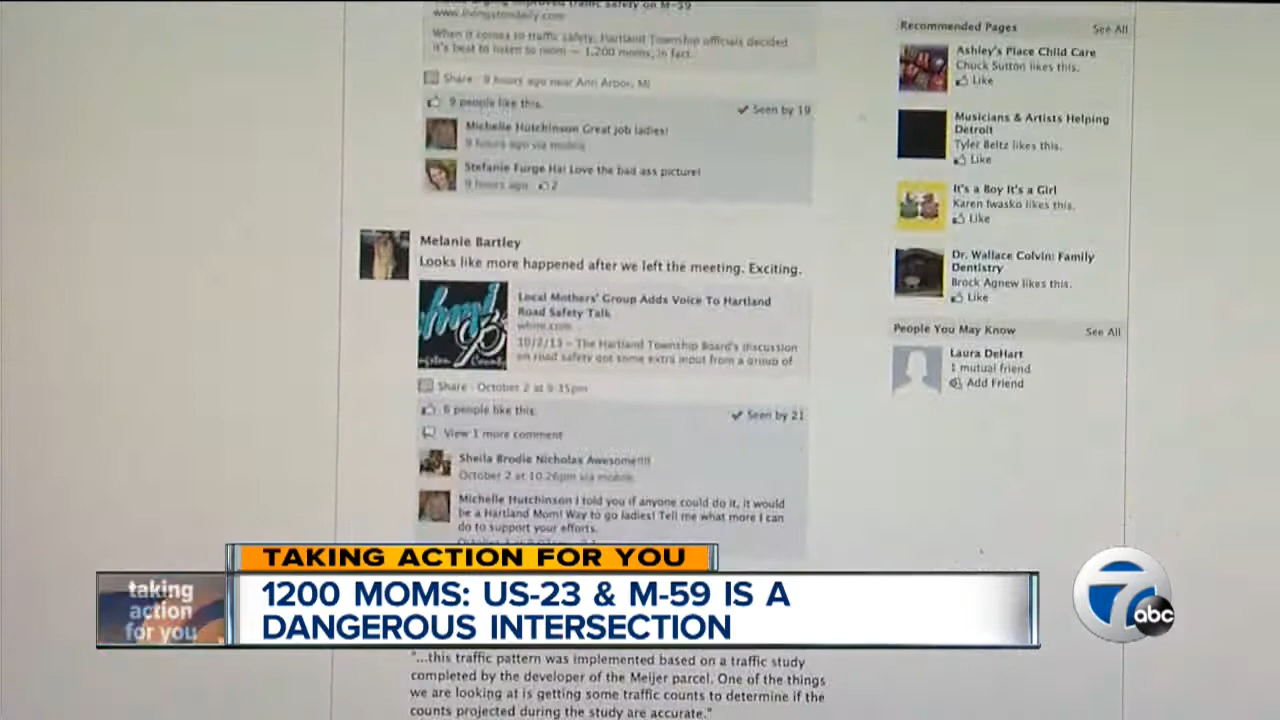 traffic safety on M-59
www.livingstondaily.com
When it comes to traffic safety, Hartland Township officials decided
it's best to listen to mom — 1,200 moms, in fact.
Share · 9 hours ago near Ann Arbor, MI
9 people like this.
Seen by 19
Michelle Hutchinson Great job ladies!
9 hours ago via mobile
Stefanie Furge Ha! Love the bad ass picture!
9 hours ago · 2
Melanie Bartley
Looks like more happened after we left the meeting. Exciting.
Local Mothers' Group Adds Voice To Hartland
Road Safety Talk
whmi.com
10/2/13 – The Hartland Township Board's discussion
on road safety got some extra input from a group of
Share · October 2 at 9:35pm
6 people like this.
Seen by 21
View 1 more comment
Sheila Brodie Nicholas Awesome!!!!
October 2 at 10:26pm via mobile
Michelle Hutchinson I told you if anyone could do it, it would
be a Hartland Mom! Way to go ladies! Tell me what more I can
do to support your efforts.
Recommended Pages
See All
Ashley's Place Child Care
Chuck Sutton likes this.
Like
Musicians & Artists Helping
Detroit
Tyler Beltz likes this.
Like
It's a Boy It's a Girl
Karen Iwasko likes this.
Like
Dr. Wallace Colvin: Family
Dentistry
Brock Agnew likes this.
Like
People You May Know
See All
Laura DeHart
1 mutual friend
Add Friend
TAKING ACTION FOR YOU
taking
action
for you
1200 MOMS: US-23 & M-59 IS A
DANGEROUS INTERSECTION
7 abc
"...this traffic pattern was implemented based on a traffic study
completed by the developer of the Meijer parcel. One of the things
we are looking at is getting some traffic counts to determine if the
counts projected during the study are accurate."